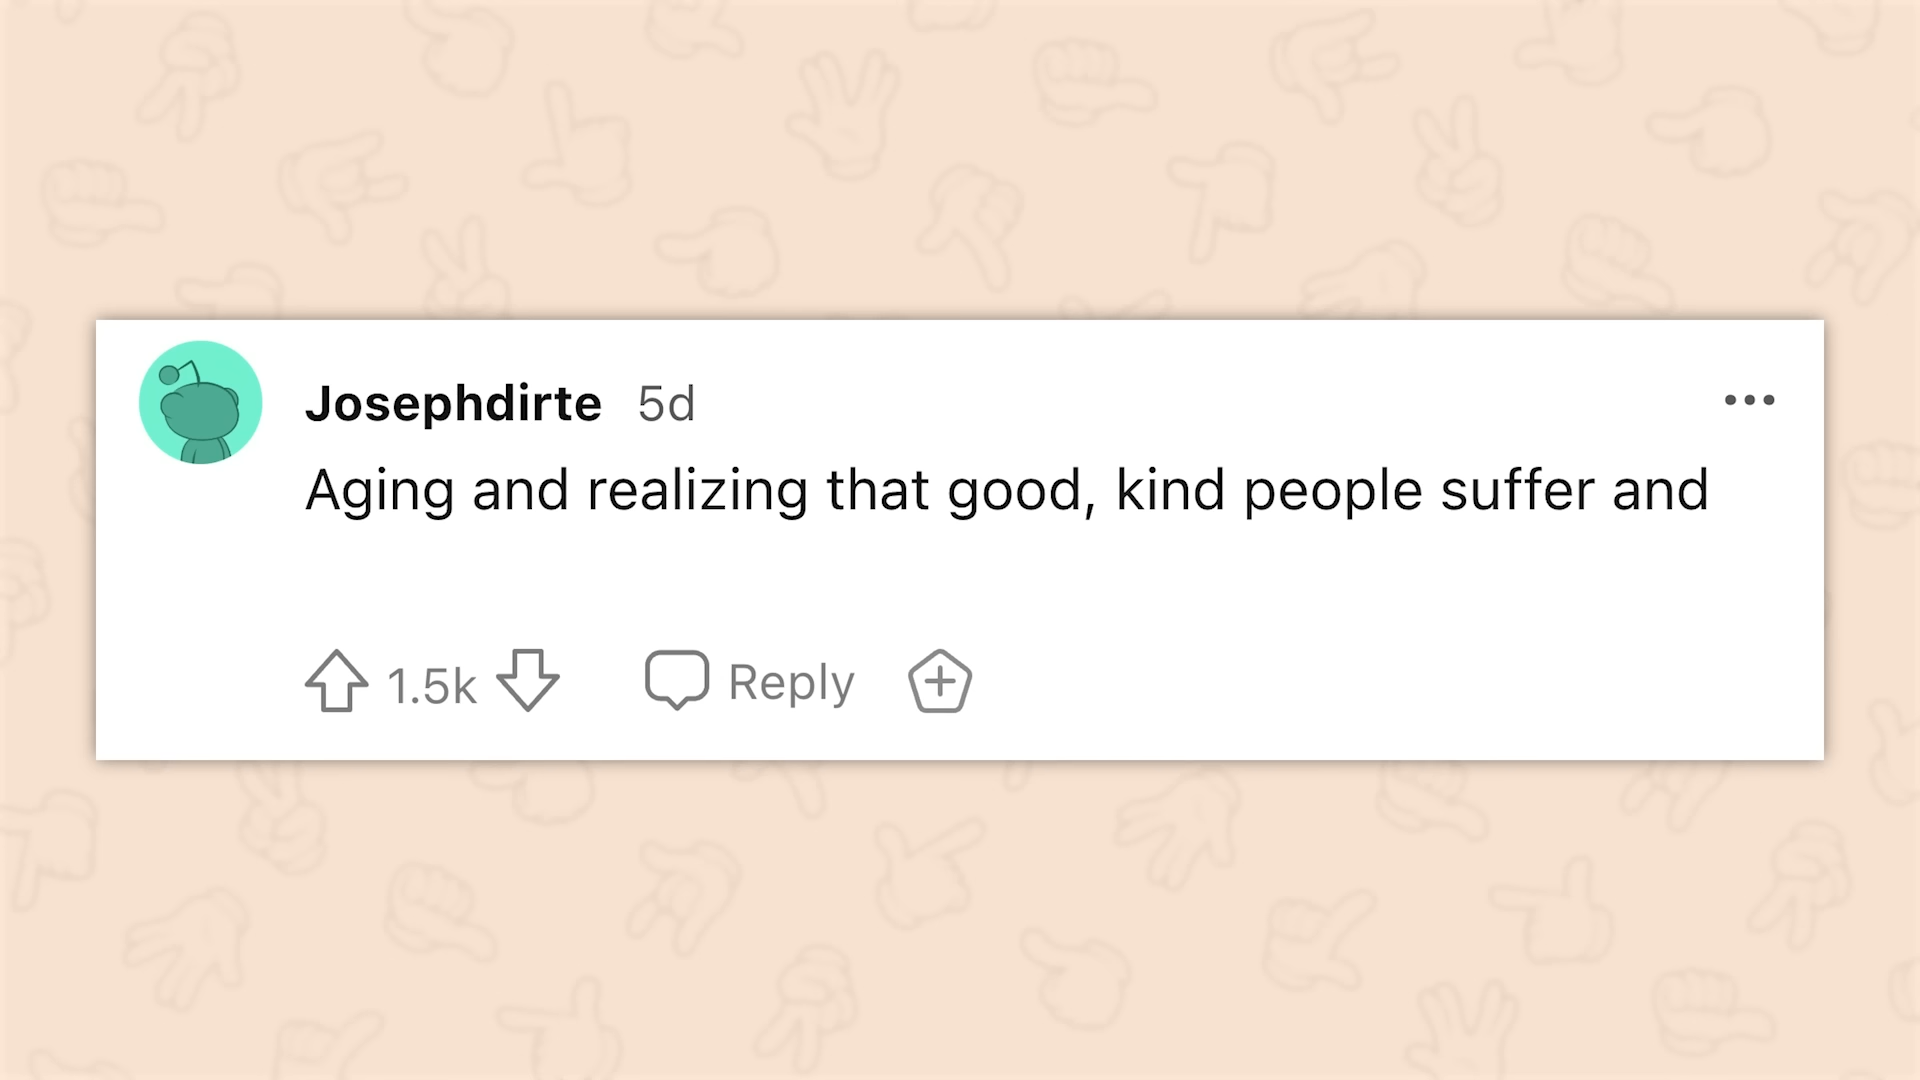 Josephdirte 5d
Aging and realizing that good, kind people suffer and
1.5k Reply